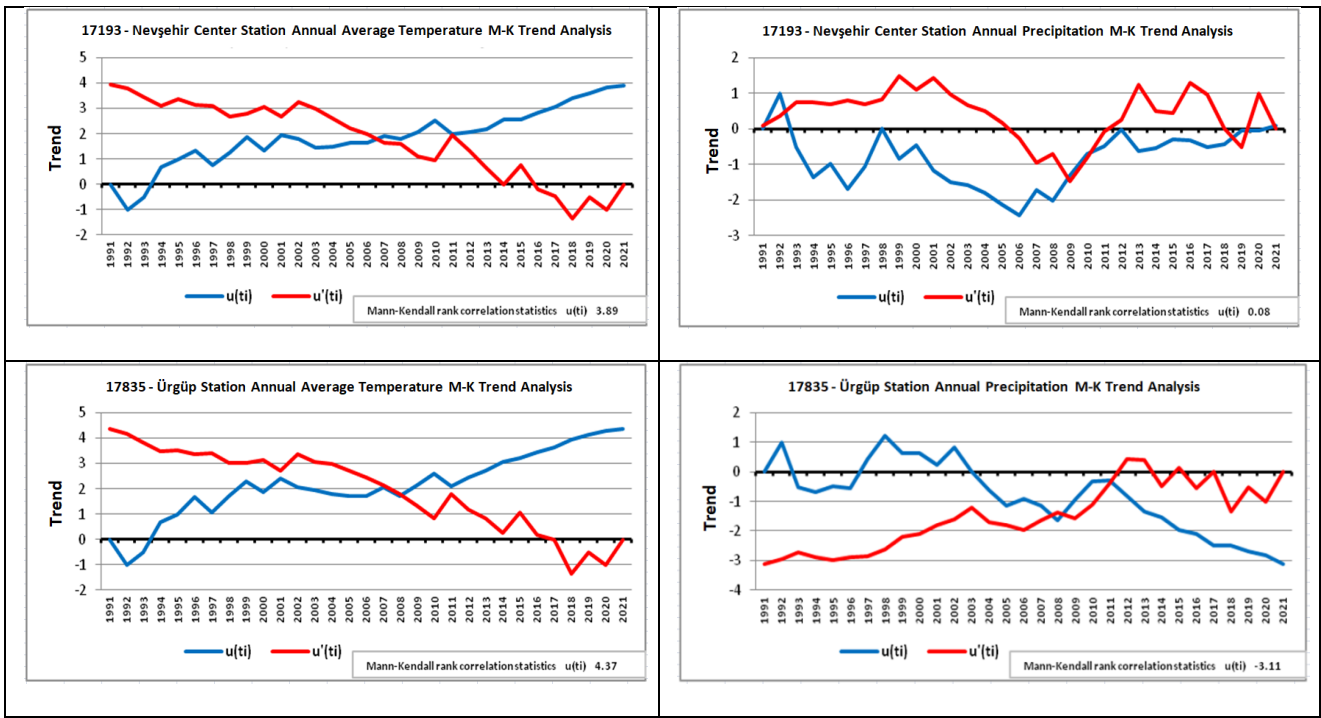 17193 - Nevşehir Center Station Annual Average Temperature M-K Trend Analysis
5
4
3
2
1
0
-1
-2
Trend
1991 1992 1993 1994 1995 1996 1997 1998 1999 2000 2001 2002 2003 2004 2005 2006 2007 2008 2009 2010 2011 2012 2013 2014 2015 2016 2017 2018 2019 2020 2021
u(ti) u'(ti)
Mann-Kendall rank correlation statistics u(ti) 3.89
17193 - Nevşehir Center Station Annual Precipitation M-K Trend Analysis
2
1
0
-1
-2
-3
Trend
1991 1992 1993 1994 1995 1996 1997 1998 1999 2000 2001 2002 2003 2004 2005 2006 2007 2008 2009 2010 2011 2012 2013 2014 2015 2016 2017 2018 2019 2020 2021
u(ti) u'(ti)
Mann-Kendall rank correlation statistics u(ti) 0.08
17835 - Ürgüp Station Annual Average Temperature M-K Trend Analysis
5
4
3
2
1
0
-1
-2
Trend
1991 1992 1993 1994 1995 1996 1997 1998 1999 2000 2001 2002 2003 2004 2005 2006 2007 2008 2009 2010 2011 2012 2013 2014 2015 2016 2017 2018 2019 2020 2021
u(ti) u'(ti)
Mann-Kendall rank correlation statistics u(ti) 4.37
17835 - Ürgüp Station Annual Precipitation M-K Trend Analysis
2
1
0
-1
-2
-3
-4
Trend
1991 1992 1993 1994 1995 1996 1997 1998 1999 2000 2001 2002 2003 2004 2005 2006 2007 2008 2009 2010 2011 2012 2013 2014 2015 2016 2017 2018 2019 2020 2021
u(ti) u'(ti)
Mann-Kendall rank correlation statistics u(ti) -3.11